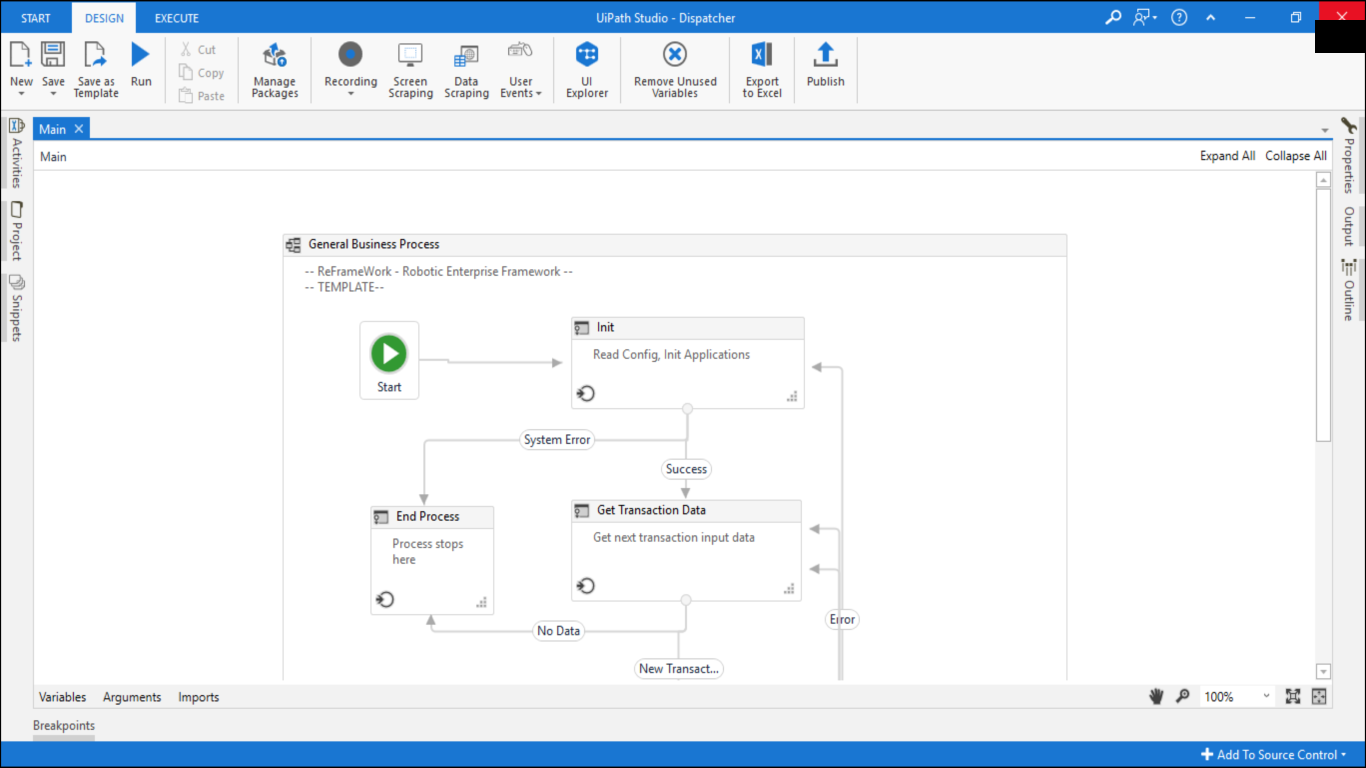 START DESIGN EXECUTE UiPath Studio - Dispatcher
New Save Save as Template Run
Cut
Copy
Paste
Manage Packages
Recording
Screen Scraping
Data Scraping
User Events
UI Explorer
Remove Unused Variables
Export to Excel
Publish
Main
Main Expand All Collapse All
Activities
Project
Snippets
Properties
Output
Outline
General Business Process
-- ReFrameWork - Robotic Enterprise Framework --
-- TEMPLATE--
Start
Init
Read Config, Init Applications
System Error
Success
End Process
Process stops
here
Get Transaction Data
Get next transaction input data
No Data
Error
New Transact...
Variables Arguments Imports 100%
Breakpoints
Add To Source Control